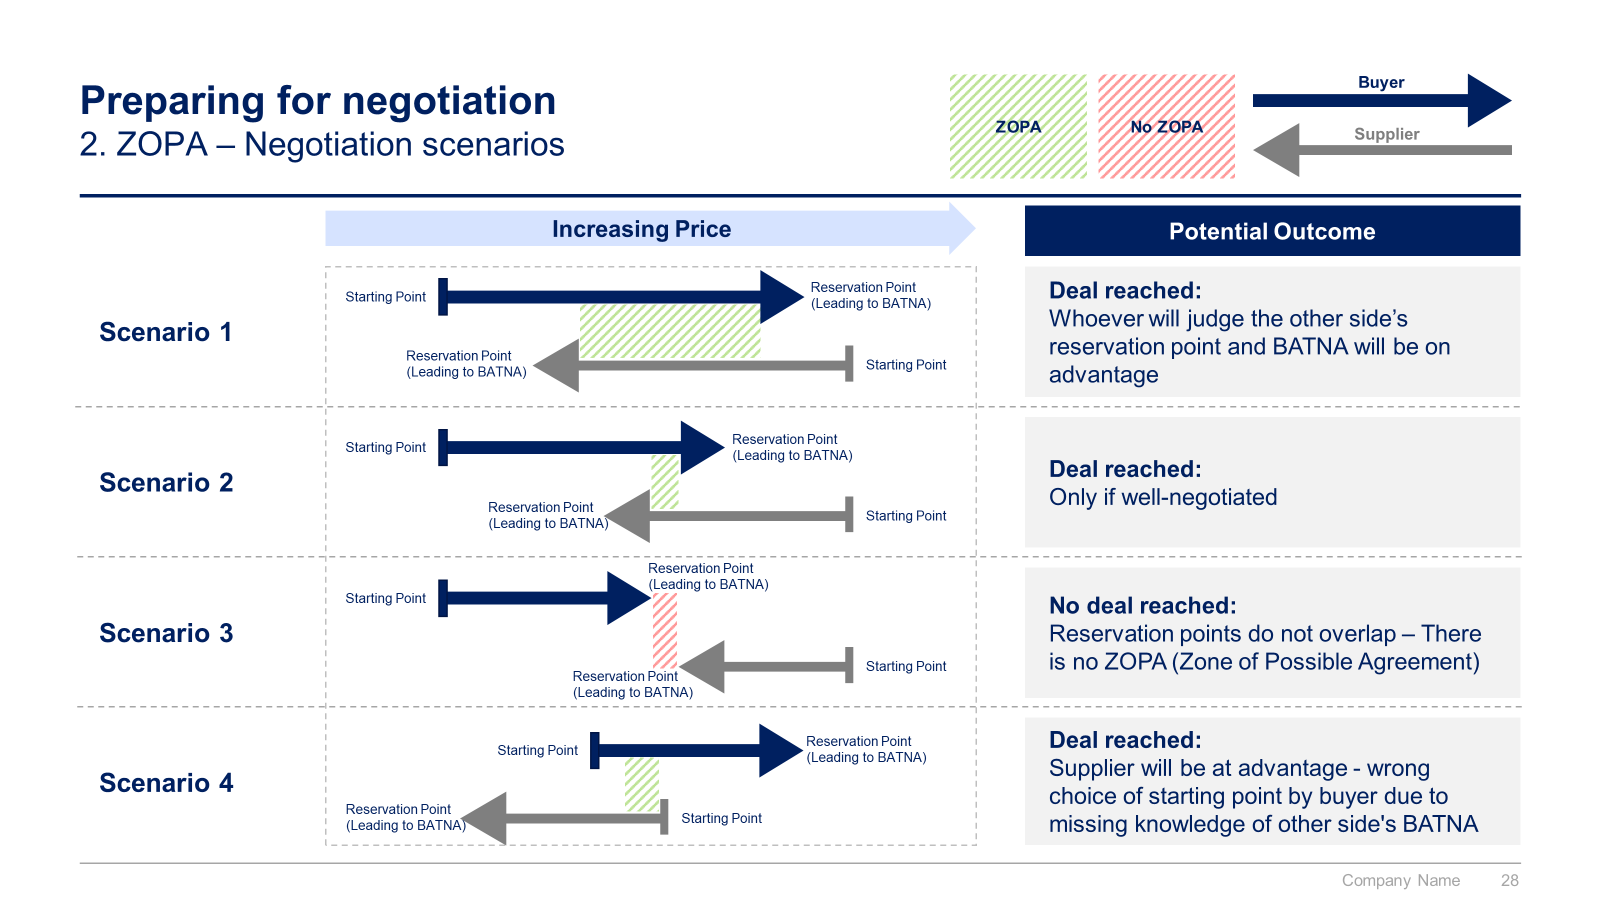 Preparing for negotiation
2. ZOPA – Negotiation scenarios
ZOPA
No ZOPA
Buyer
Supplier
Increasing Price
Potential Outcome
Scenario 1
Starting Point
Reservation Point
(Leading to BATNA)
Reservation Point
(Leading to BATNA)
Starting Point
Deal reached:
Whoever will judge the other side’s
reservation point and BATNA will be on
advantage
Scenario 2
Starting Point
Reservation Point
(Leading to BATNA)
Reservation Point
(Leading to BATNA)
Starting Point
Deal reached:
Only if well-negotiated
Scenario 3
Starting Point
Reservation Point
(Leading to BATNA)
Reservation Point
(Leading to BATNA)
Starting Point
No deal reached:
Reservation points do not overlap – There
is no ZOPA (Zone of Possible Agreement)
Scenario 4
Starting Point
Reservation Point
(Leading to BATNA)
Reservation Point
(Leading to BATNA)
Starting Point
Deal reached:
Supplier will be at advantage - wrong
choice of starting point by buyer due to
missing knowledge of other side's BATNA
Company Name
28